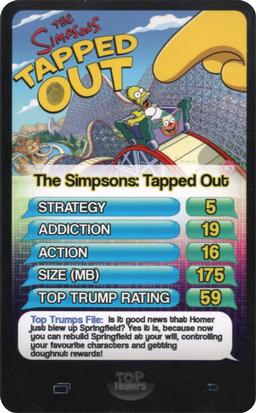 THE
SIMPSONS
TAPPED
OUT
The Simpsons: Tapped Out
STRATEGY 5
ADDICTION 19
ACTION 16
SIZE (MB) 175
TOP TRUMP RATING 59
Top Trumps File: Is it good news that Homer
just blew up Springfield? Yes it is, because now
you can rebuild Springfield at your will, controlling
your favourite characters and getting
doughnut rewards!
TOP
TRUMPS